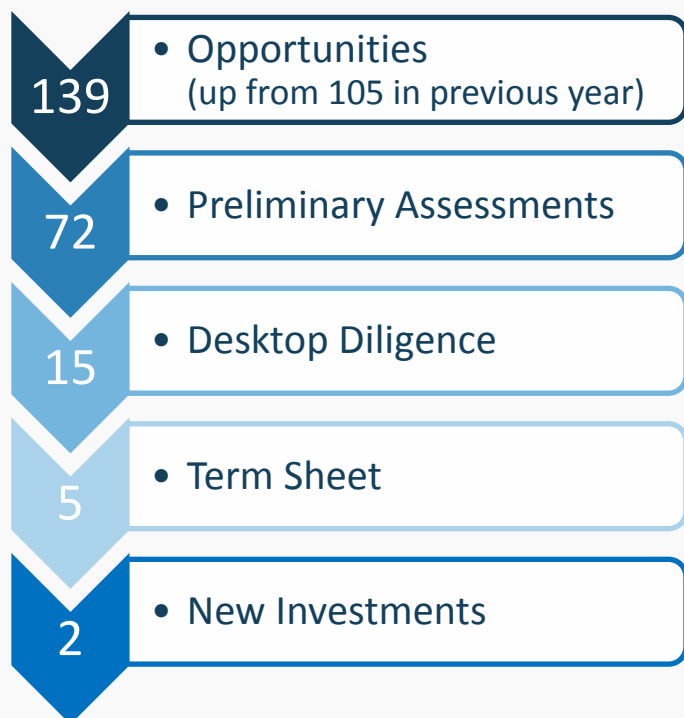 139
• Opportunities
(up from 105 in previous year)
72
• Preliminary Assessments
15
• Desktop Diligence
5
• Term Sheet
2
• New Investments